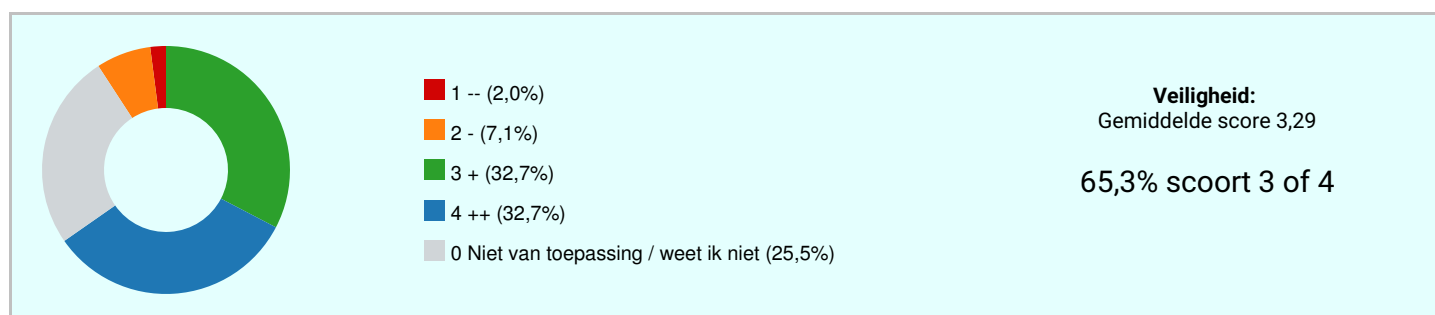 1 -- (2,0%)
2 - (7,1%)
3 + (32,7%)
4 ++ (32,7%)
0 Niet van toepassing / weet ik niet (25,5%)
Veiligheid:
Gemiddelde score 3,29
65,3% scoort 3 of 4